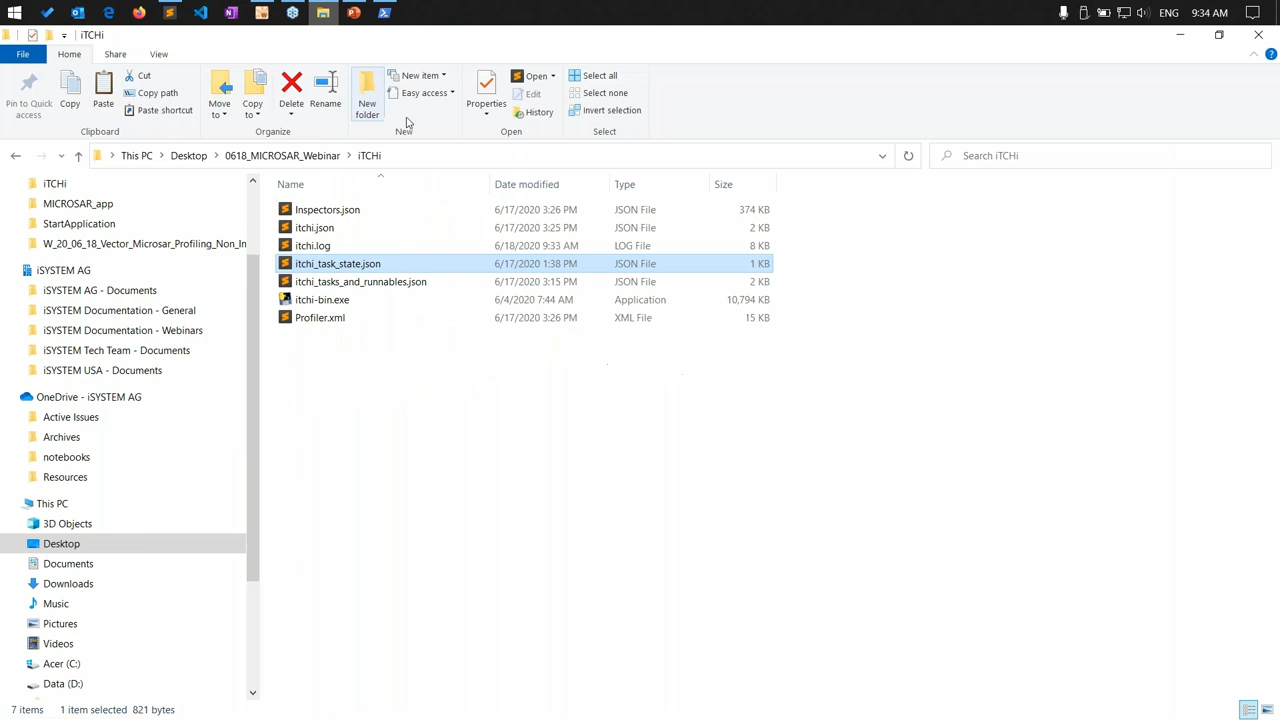 ENG 9:34 AM
iTCHi
File Home Share View
Pin to Quick access
Copy
Paste
Cut
Copy path
Paste shortcut
Clipboard
Move to
Copy to
Delete
Rename
Organize
New folder
New item
Easy access
New
Properties
Open
Edit
History
Open
Select all
Select none
Invert selection
Select
This PC Desktop 0618_MICROSAR_Webinar iTCHi
Search iTCHi
iTCHi
MICROSAR_app
StartApplication
W_20_06_18_Vector_Microsar_Profiling_Non_In
iSYSTEM AG
iSYSTEM AG - Documents
iSYSTEM Documentation - General
iSYSTEM Documentation - Webinars
iSYSTEM Tech Team - Documents
iSYSTEM USA - Documents
OneDrive - iSYSTEM AG
Active Issues
Archives
notebooks
Resources
This PC
3D Objects
Desktop
Documents
Downloads
Music
Pictures
Videos
Acer (C:)
Data (D:)
Name Date modified Type Size
Inspectors.json 6/17/2020 3:26 PM JSON File 374 KB
itchi.json 6/17/2020 3:25 PM JSON File 2 KB
itchi.log 6/18/2020 9:33 AM LOG File 8 KB
itchi_task_state.json 6/17/2020 1:38 PM JSON File 1 KB
itchi_tasks_and_runnables.json 6/17/2020 3:15 PM JSON File 2 KB
itchi-bin.exe 6/4/2020 7:44 AM Application 10,794 KB
Profiler.xml 6/17/2020 3:26 PM XML File 15 KB
7 items 1 item selected 821 bytes